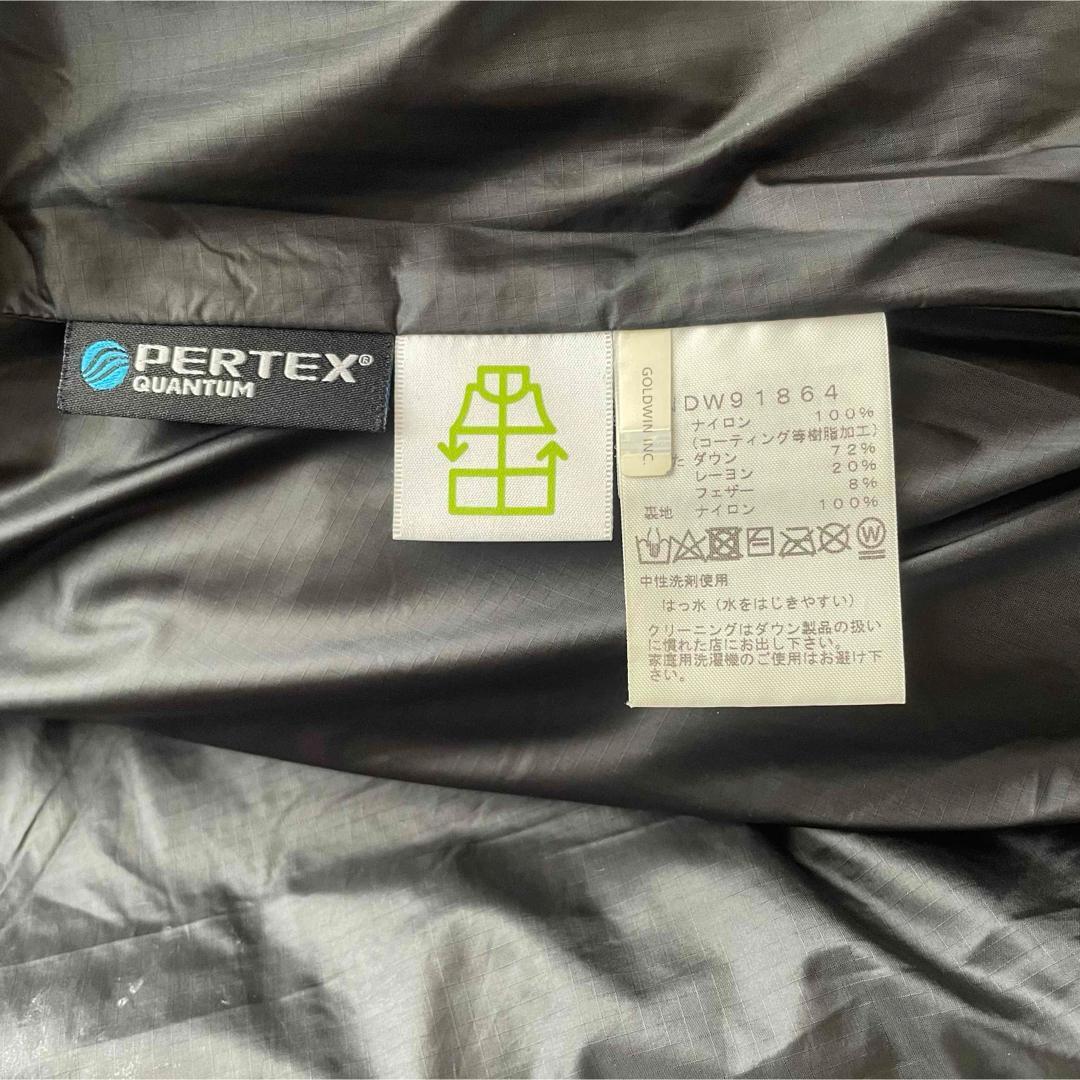 PERTEX®
QUANTUM
GOLDWIN INC.
DW91864
ナイロン 100%
(コーティング等樹脂加工)
た ダウン 72%
レーヨン 20%
フェザー 8%
裏地 ナイロン 100%
W
中性洗剤使用
はっ水（水をはじきやすい）
クリーニングはダウン製品の扱い
に慣れた店にお出し下さい。
家庭用洗濯機のご使用はお避け下
さい。